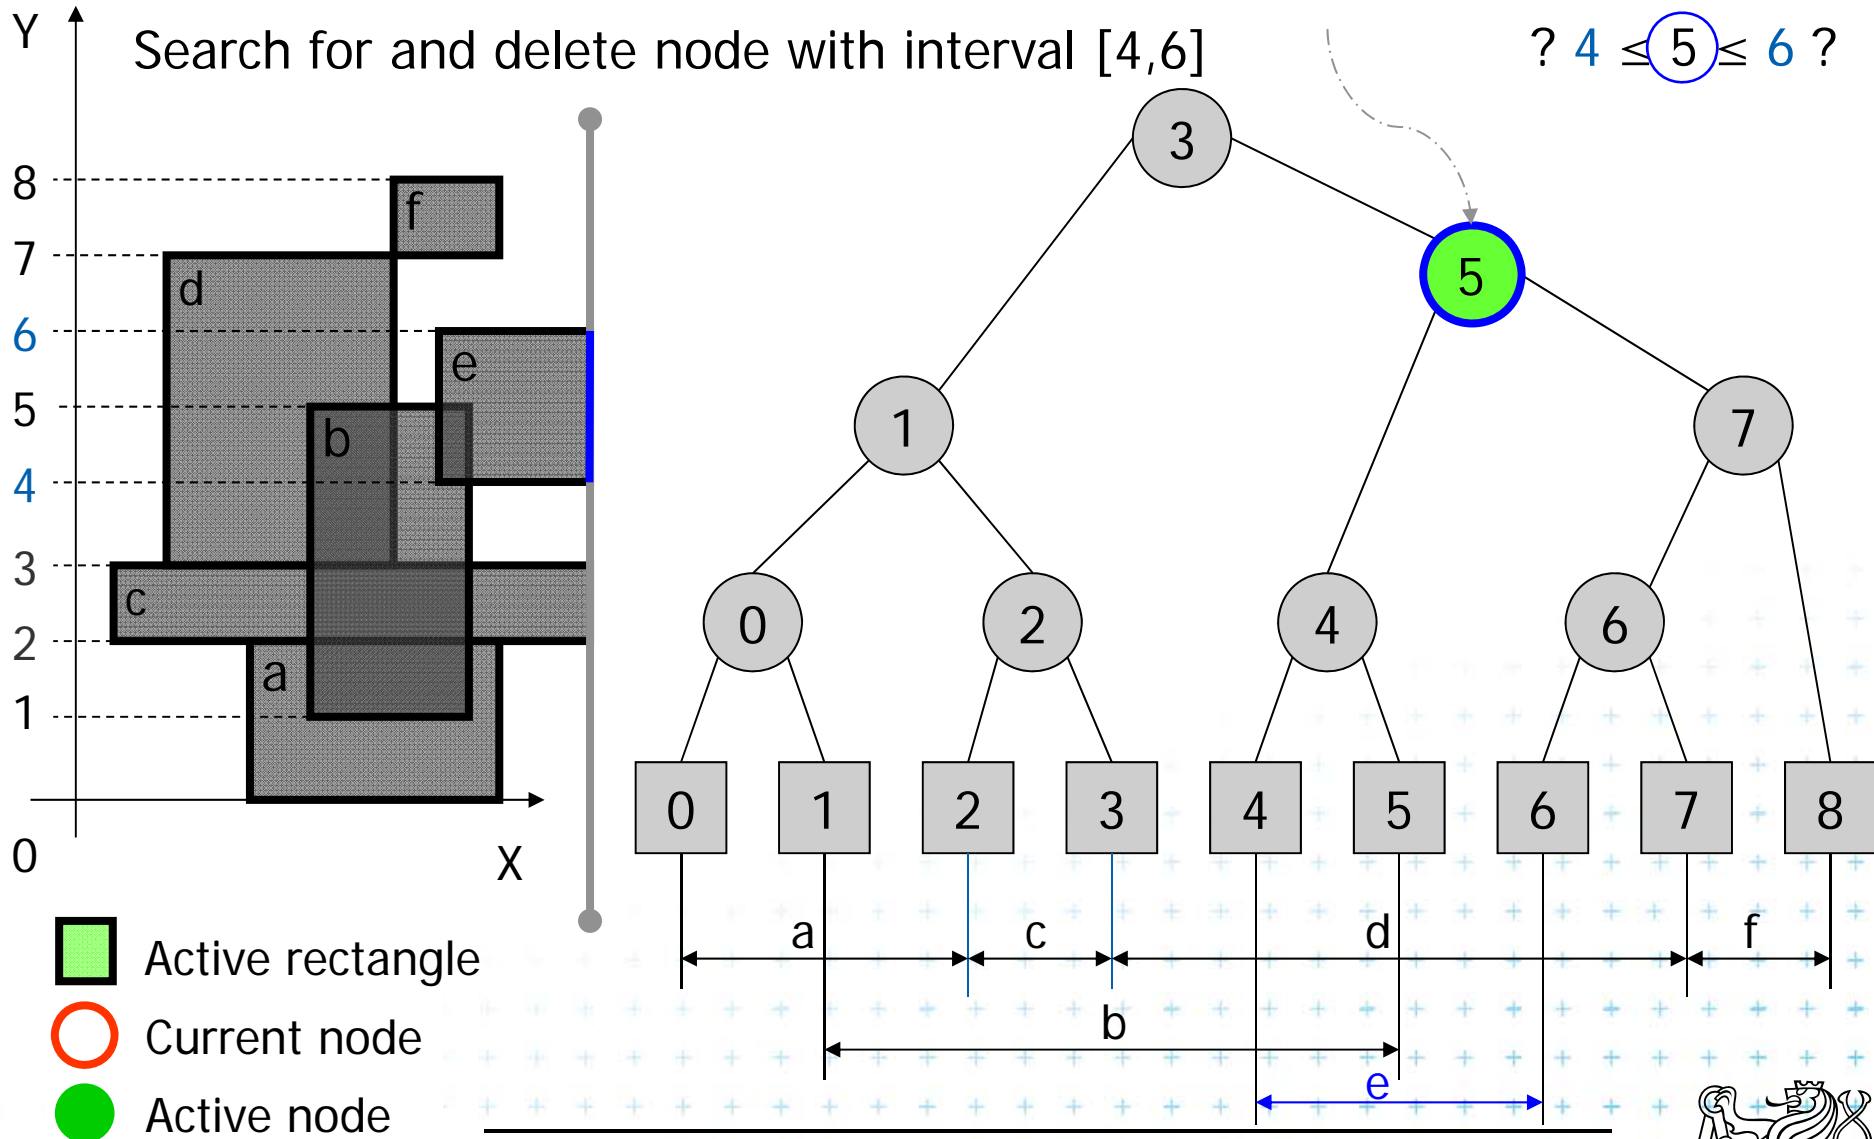 Y
Search for and delete node with interval [4,6]
? 4 ≤ 5 ≤ 6 ?
3
8
f
7
d
5
6
e
5
b
1
7
4
3
c
0
2
4
6
2
a
1
0
1
2
3
4
5
6
7
8
0
X
a
c
d
f
Active rectangle
b
Current node
e
Active node